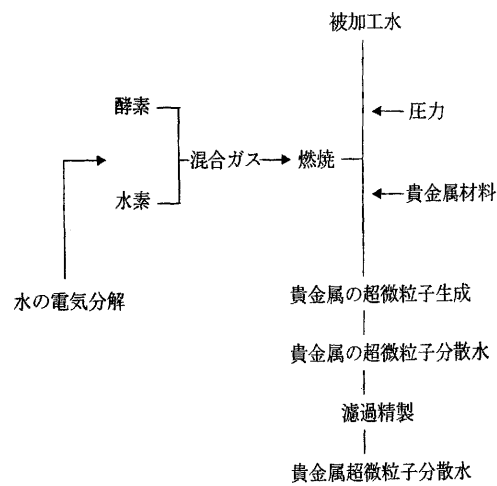 被加工水
酵素
圧力
混合ガス
燃焼
水素
貴金属材料
水の電気分解
貴金属の超微粒子生成
貴金属の超微粒子分散水
濾過精製
貴金属超微粒子分散水